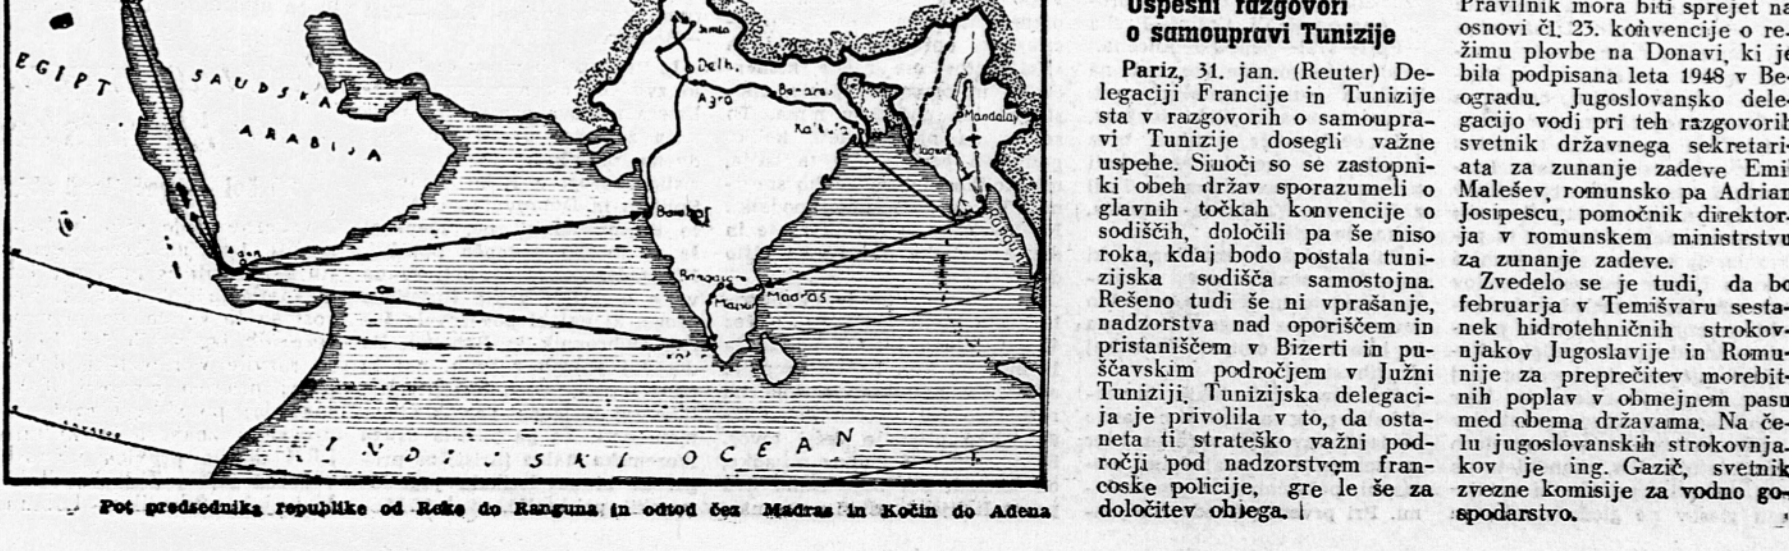 EGIPT
SAUDSKA
ARABIJA
Simla
Delhi
Agra
Benares
Mandalay
Magwe
Bombay
Rangun
Aden
Madras
INDIJSKI OCEAN
Pot predsednika republike od Reke do Ranguna in odtod čez Madras in Kočin do Adena
Uspešni razgovori
o samoupravi Tunizije
Pariz, 31. jan. (Reuter) De-
legaciji Francije in Tunizije
sta v razgovorih o samoupra-
vi Tunizije dosegli važne
uspehe. Sinoči so se zastopni-
ki obeh držav sporazumeli o
glavnih točkah konvencije o
sodiščih, določili pa še niso
roka, kdaj bodo postala tuni-
zijska sodišča samostojna.
Rešeno tudi še ni vprašanje,
nadzorstva nad oporiščem in
pristaniščem v Bizerti in pu-
ščavskim področjem v Južni
Tuniziji. Tunizijska delegaci-
ja je privolila v to, da osta-
neta ti strateško važni pod-
ročji pod nadzorstvom fran-
coske policije, gre le še za
določitev obsega.
Pravilnik mora biti sprejet na
osnovi čl. 23. konvencije o re-
žimu plovbe na Donavi, ki je
bila podpisana leta 1948 v Be-
ogradu. Jugoslovansko dele-
gacijo vodi pri teh razgovorih
svetnik državnega sekretari-
ata za zunanje zadeve Emil
Malešev, romunsko pa Adrian
Josipescu, pomočnik direktor-
ja v romunskem ministrstvu
za zunanje zadeve.
Zvedelo se je tudi, da bo
februarja v Temišvaru sesta-
nek hidrotehničnih strokov-
njakov Jugoslavije in Romu-
nije za preprečitev morebit-
nih poplav v obmejnem pasu
med obema državama. Na če-
lu jugoslovanskih strokovnja-
kov je ing. Gazič, svetnik
zvezne komisije za vodno go-
spodarstvo.